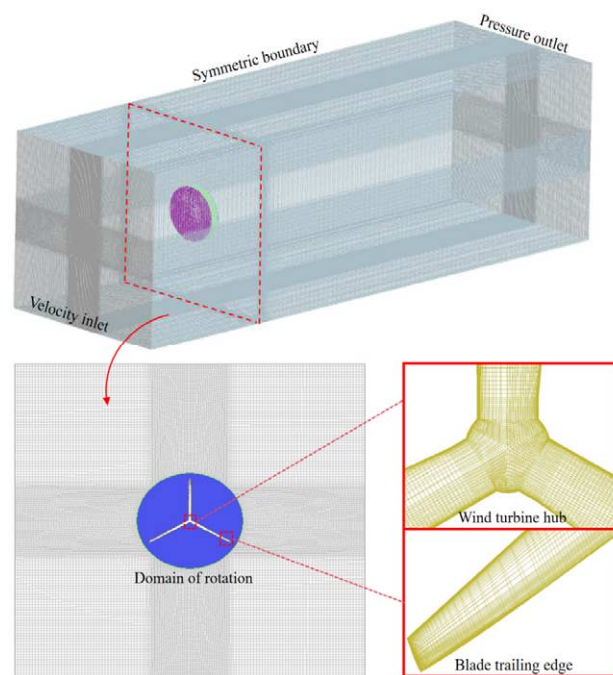 Pressure outlet
Symmetric boundary
Velocity inlet
Wind turbine hub
Domain of rotation
Blade trailing edge